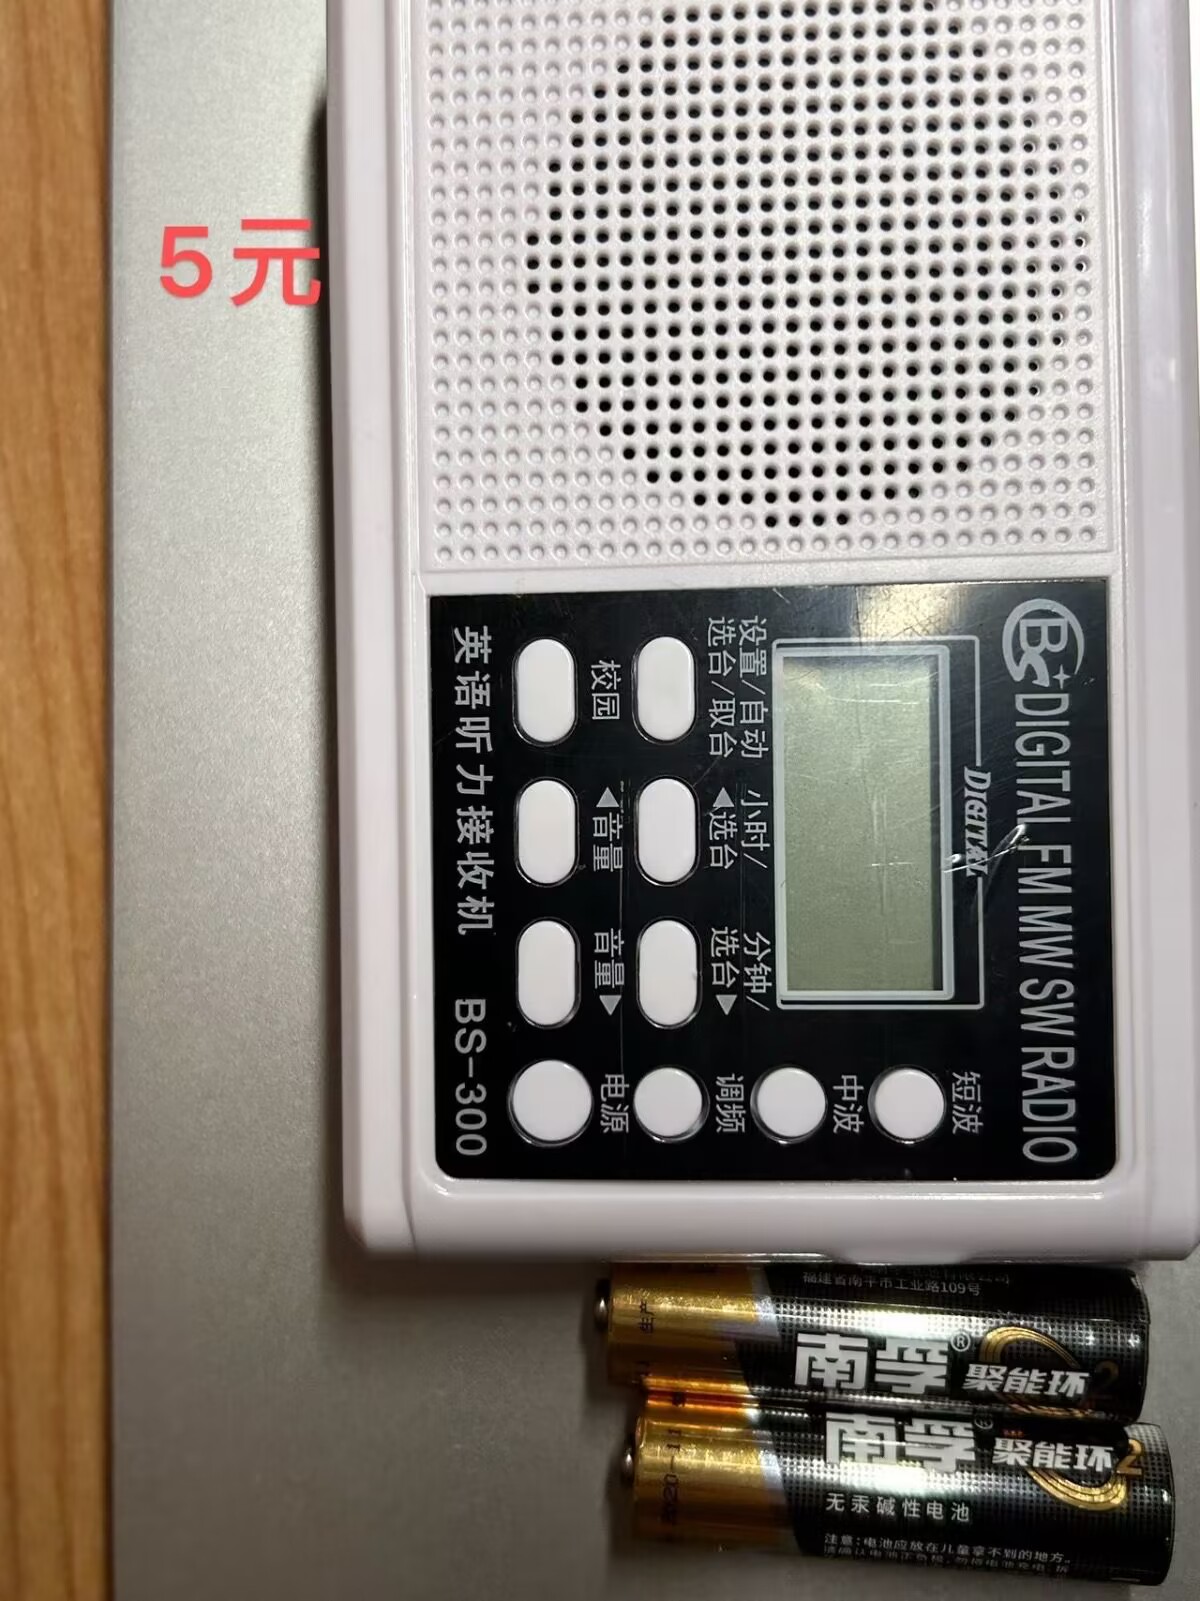 5元
BS DIGITAL FM MW SW RADIO
DIGITAL
设置/自动
选台/取台
小时/
◀选台
分钟/
选台▶
校园
◀音量
音量▶
短波
中波
调频
电源
英语听力接收机 BS-300
福建省南平市工业路109号
南孚® 聚能环2
南孚® 聚能环2
无汞碱性电池
注意:电池应放在儿童拿不到的地方,